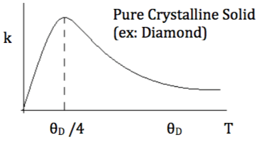 Pure Crystalline Solid
(ex: Diamond)
k
θD/4 θD T